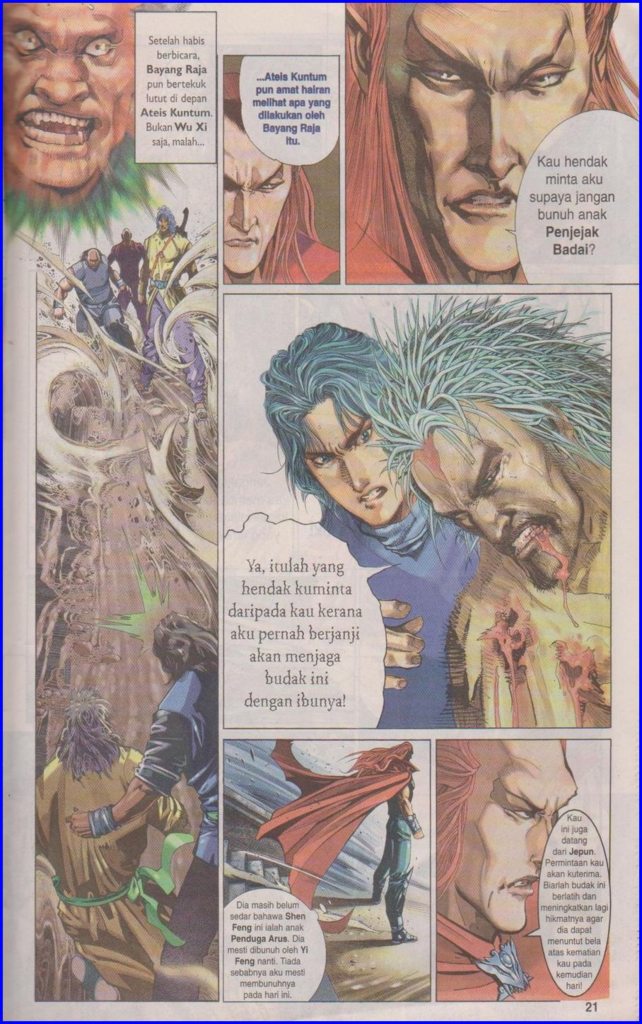 Setelah habis
berbicara,
Bayang Raja
pun bertekuk
lutut di depan
Ateis Kuntum.
Bukan Wu Xi
saja, malah...
...Ateis Kuntum
pun amat hairan
melihat apa yang
dilakukan oleh
Bayang Raja
itu.
Kau hendak
minta aku
supaya jangan
bunuh anak
Penjejak
Badai?
Ya, itulah yang
hendak kuminta
daripada kau kerana
aku pernah berjanji
akan menjaga
budak ini
dengan ibunya!
Dia masih belum
sedar bahawa Shen
Feng ini ialah anak
Penduga Arus. Dia
mesti dibunuh oleh Yi
Feng nanti. Tiada
sebabnya aku mesti
membunuhnya
pada hari ini.
Kau
ini juga
datang
dari Jepun.
Permintaan kau
akan kuterima.
Biarlah budak ini
berlatih dan
meningkatkan lagi
hikmatnya agar
dia dapat
menuntut bela
atas kematian
kau pada
kemudian
hari!
21